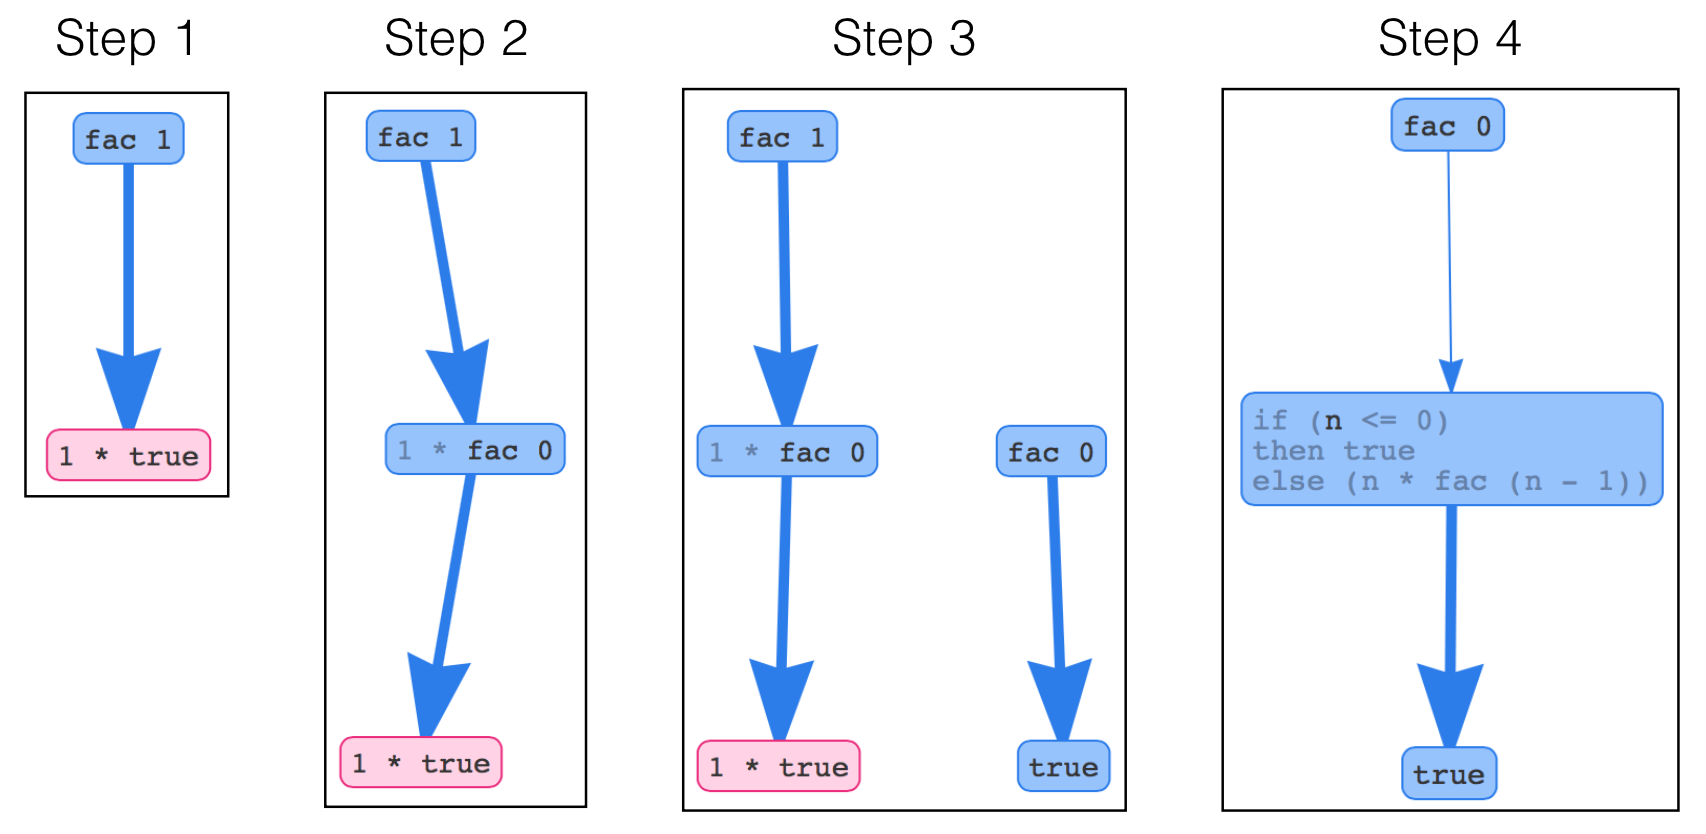 Step 1
Step 2
Step 3
Step 4
fac 1
1 * true
fac 1
1 * fac 0
1 * true
fac 1
1 * fac 0
1 * true
fac 0
true
fac 0
if (n <= 0)
then true
else (n * fac (n - 1))
true